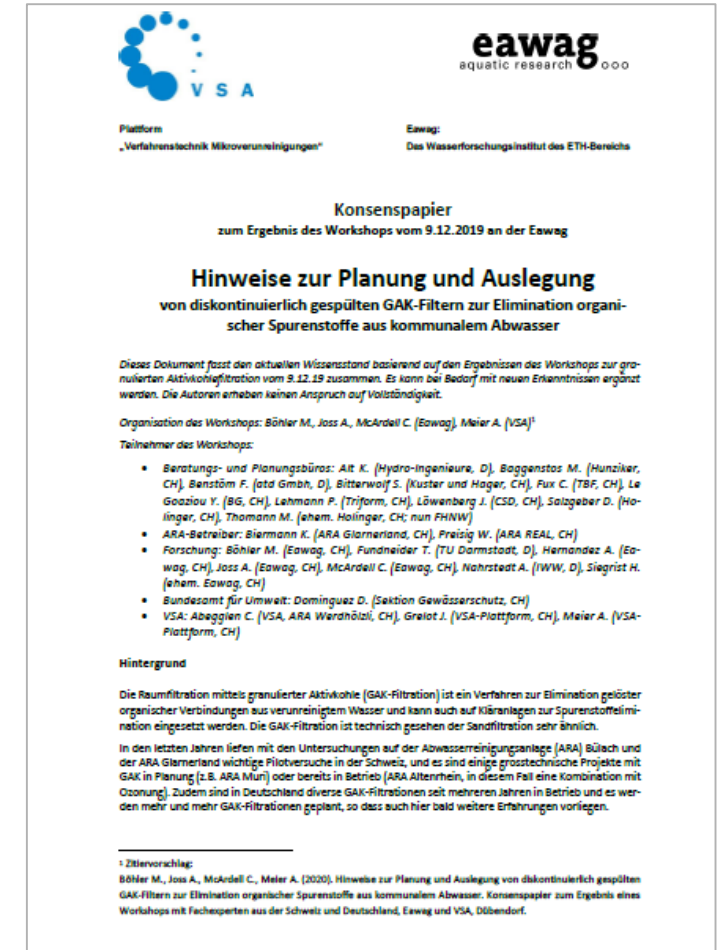 VSA
eawag
aquatic research
Plattform
„Verfahrenstechnik Mikroverunreinigungen"
Eawag:
Das Wasserforschungsinstitut des ETH-Bereichs
Konsenspapier
zum Ergebnis des Workshops vom 9.12.2019 an der Eawag
Hinweise zur Planung und Auslegung
von diskontinuierlich gespülten GAK-Filtern zur Elimination organi-
scher Spurenstoffe aus kommunalem Abwasser
Dieses Dokument fasst den aktuellen Wissensstand basierend auf den Ergebnissen des Workshops zur gra-
nulierten Aktivkohlefiltration vom 9.12.19 zusammen. Es kann bei Bedarf mit neuen Erkenntnissen ergänzt
werden. Die Autoren erheben keinen Anspruch auf Vollständigkeit.
Organisation des Workshops: Böhler M., Joss A., McArdell C. (Eawag), Meier A. (VSA)¹
Teilnehmer des Workshops:
• Beratungs- und Planungsbüros: Alt K. (Hydro-Ingenieure, D), Baggenstos M. (Hunziker,
CH), Benstöm F. (atd Gmbh, D), Bitterwolf S. (Kuster und Hager, CH), Fux C. (TBF, CH), Le
Goaziou Y. (BG, CH), Lehmann P. (Triform, CH), Löwenberg J. (CSD, CH), Salzgeber D. (Ho-
linger, CH), Thomann M. (ehem. Holinger, CH; nun FHNW)
• ARA-Betreiber: Biermann K. (ARA Glarnerland, CH), Preisig W. (ARA REAL, CH)
• Forschung: Böhler M. (Eawag, CH), Fundneider T. (TU Darmstadt, D), Hernandez A. (Ea-
wag, CH), Joss A. (Eawag, CH), McArdell C. (Eawag, CH), Nahrstedt A. (IWW, D), Siegrist H.
(ehem. Eawag, CH)
• Bundesamt für Umwelt: Dominguez D. (Sektion Gewässerschutz, CH)
• VSA: Abegglen C. (VSA, ARA Werdhölzli, CH), Grelot J. (VSA-Plattform, CH), Meier A. (VSA-
Plattform, CH)
Hintergrund
Die Raumfiltration mittels granulierter Aktivkohle (GAK-Filtration) ist ein Verfahren zur Elimination gelöster
organischer Verbindungen aus verunreinigtem Wasser und kann auch auf Kläranlagen zur Spurenstoffelimi-
nation eingesetzt werden. Die GAK-Filtration ist technisch gesehen der Sandfiltration sehr ähnlich.
In den letzten Jahren liefen mit den Untersuchungen auf der Abwasserreinigungsanlage (ARA) Bülach und
der ARA Glarnerland wichtige Pilotversuche in der Schweiz, und es sind einige grosstechnische Projekte mit
GAK in Planung (z.B. ARA Muri) oder bereits in Betrieb (ARA Altenrhein, in diesem Fall eine Kombination mit
Ozonung). Zudem sind in Deutschland diverse GAK-Filtrationen seit mehreren Jahren in Betrieb und es wer-
den mehr und mehr GAK-Filtrationen geplant, so dass auch hier bald weitere Erfahrungen vorliegen.
¹ Zitiervorschlag:
Böhler M., Joss A., McArdell C., Meier A. (2020). Hinweise zur Planung und Auslegung von diskontinuierlich gespülten
GAK-Filtern zur Elimination organischer Spurenstoffe aus kommunalem Abwasser. Konsenspapier zum Ergebnis eines
Workshops mit Fachexperten aus der Schweiz und Deutschland, Eawag und VSA, Dübendorf.